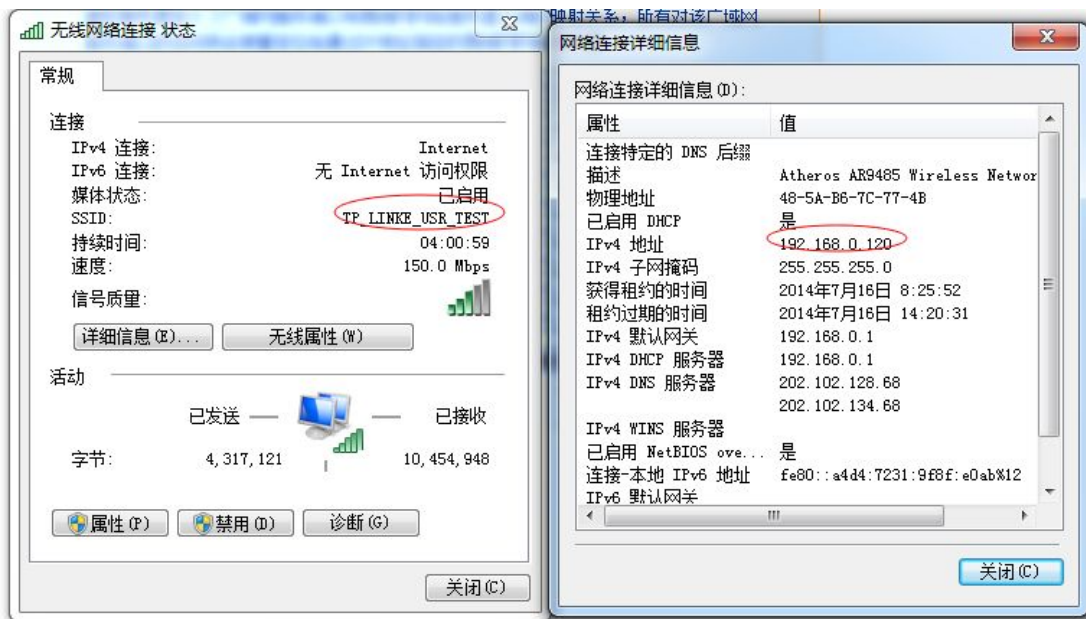 映射关系，所有对该广域网
无线网络连接 状态
常规
连接
IPv4 连接: Internet
IPv6 连接: 无 Internet 访问权限
媒体状态: 已启用
SSID: TP_LINKE_USR_TEST
持续时间: 04:00:59
速度: 150.0 Mbps
信号质量:
详细信息(E)... 无线属性(W)
活动
已发送 — — 已接收
字节: 4,317,121 10,454,948
属性(P) 禁用(D) 诊断(G)
关闭(C)
网络连接详细信息
网络连接详细信息(D):
属性 值
连接特定的 DNS 后缀
描述 Atheros AR9485 Wireless Networ
物理地址 48-5A-B6-7C-77-4B
已启用 DHCP 是
IPv4 地址 192.168.0.120
IPv4 子网掩码 255.255.255.0
获得租约的时间 2014年7月16日 8:25:52
租约过期的时间 2014年7月16日 14:20:31
IPv4 默认网关 192.168.0.1
IPv4 DHCP 服务器 192.168.0.1
IPv4 DNS 服务器 202.102.128.68
202.102.134.68
IPv4 WINS 服务器
已启用 NetBIOS ove... 是
连接-本地 IPv6 地址 fe80::a4d4:7231:9f8f:e0ab%12
IPv6 默认网关
关闭(C)